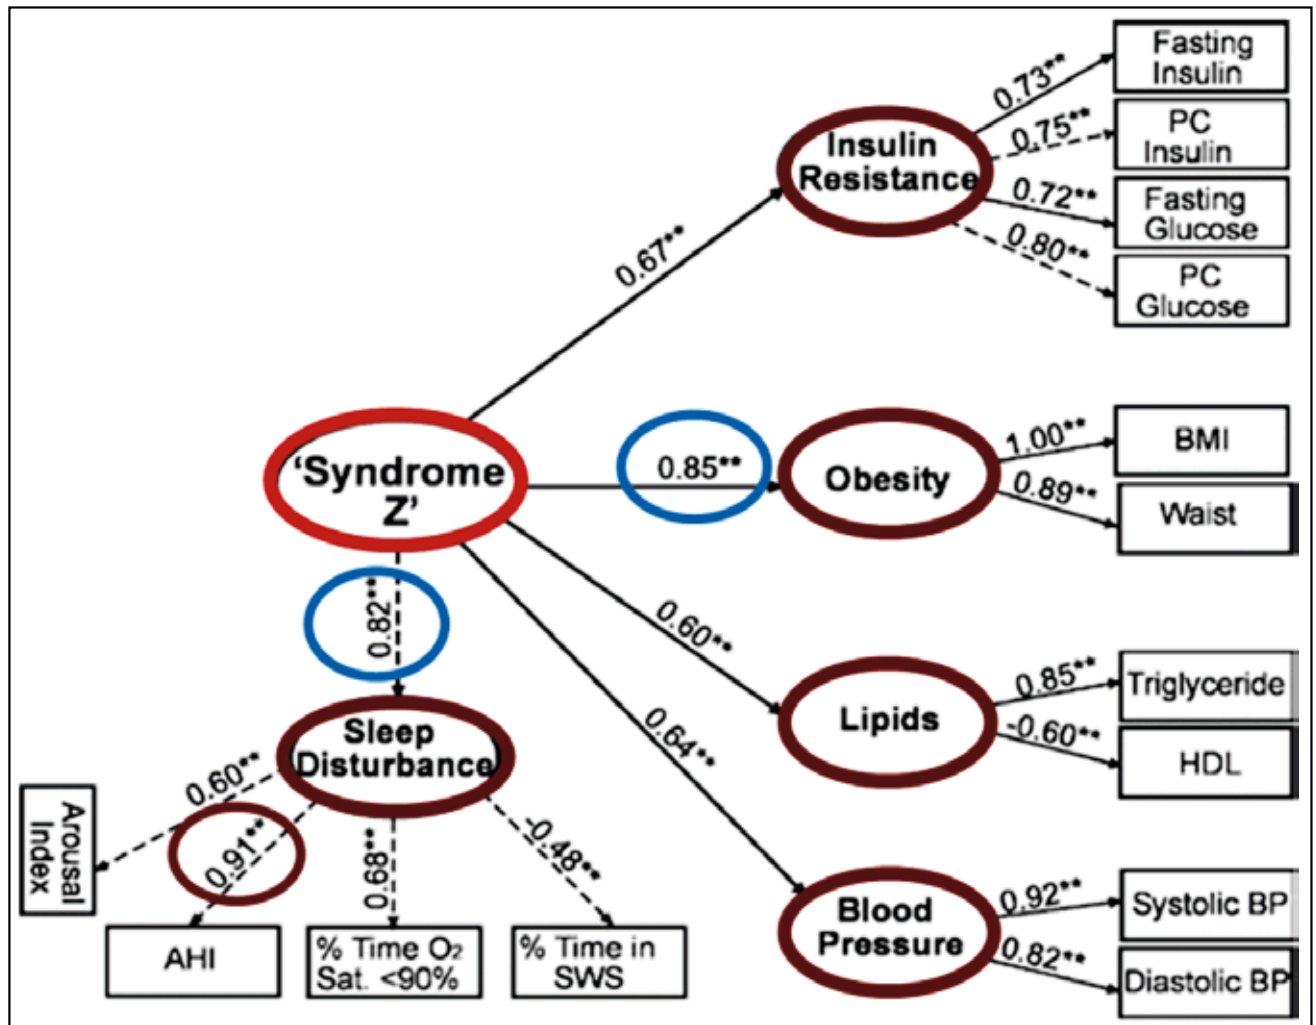 Fasting
Insulin
0.73**
PC
Insulin
0.75**
Insulin
Resistance
Fasting
Glucose
0.72**
PC
Glucose
0.80**
0.67**
'Syndrome
Z'
0.85**
Obesity
1.00**
BMI
0.89**
Waist
0.82**
0.60**
Lipids
0.85**
Triglyceride
-0.60**
HDL
0.64**
Blood
Pressure
0.92**
Systolic BP
0.82**
Diastolic BP
Sleep
Disturbance
0.60**
Arousal
Index
0.91**
AHI
0.68**
% Time O₂
Sat. <90%
-0.48**
% Time in
SWS